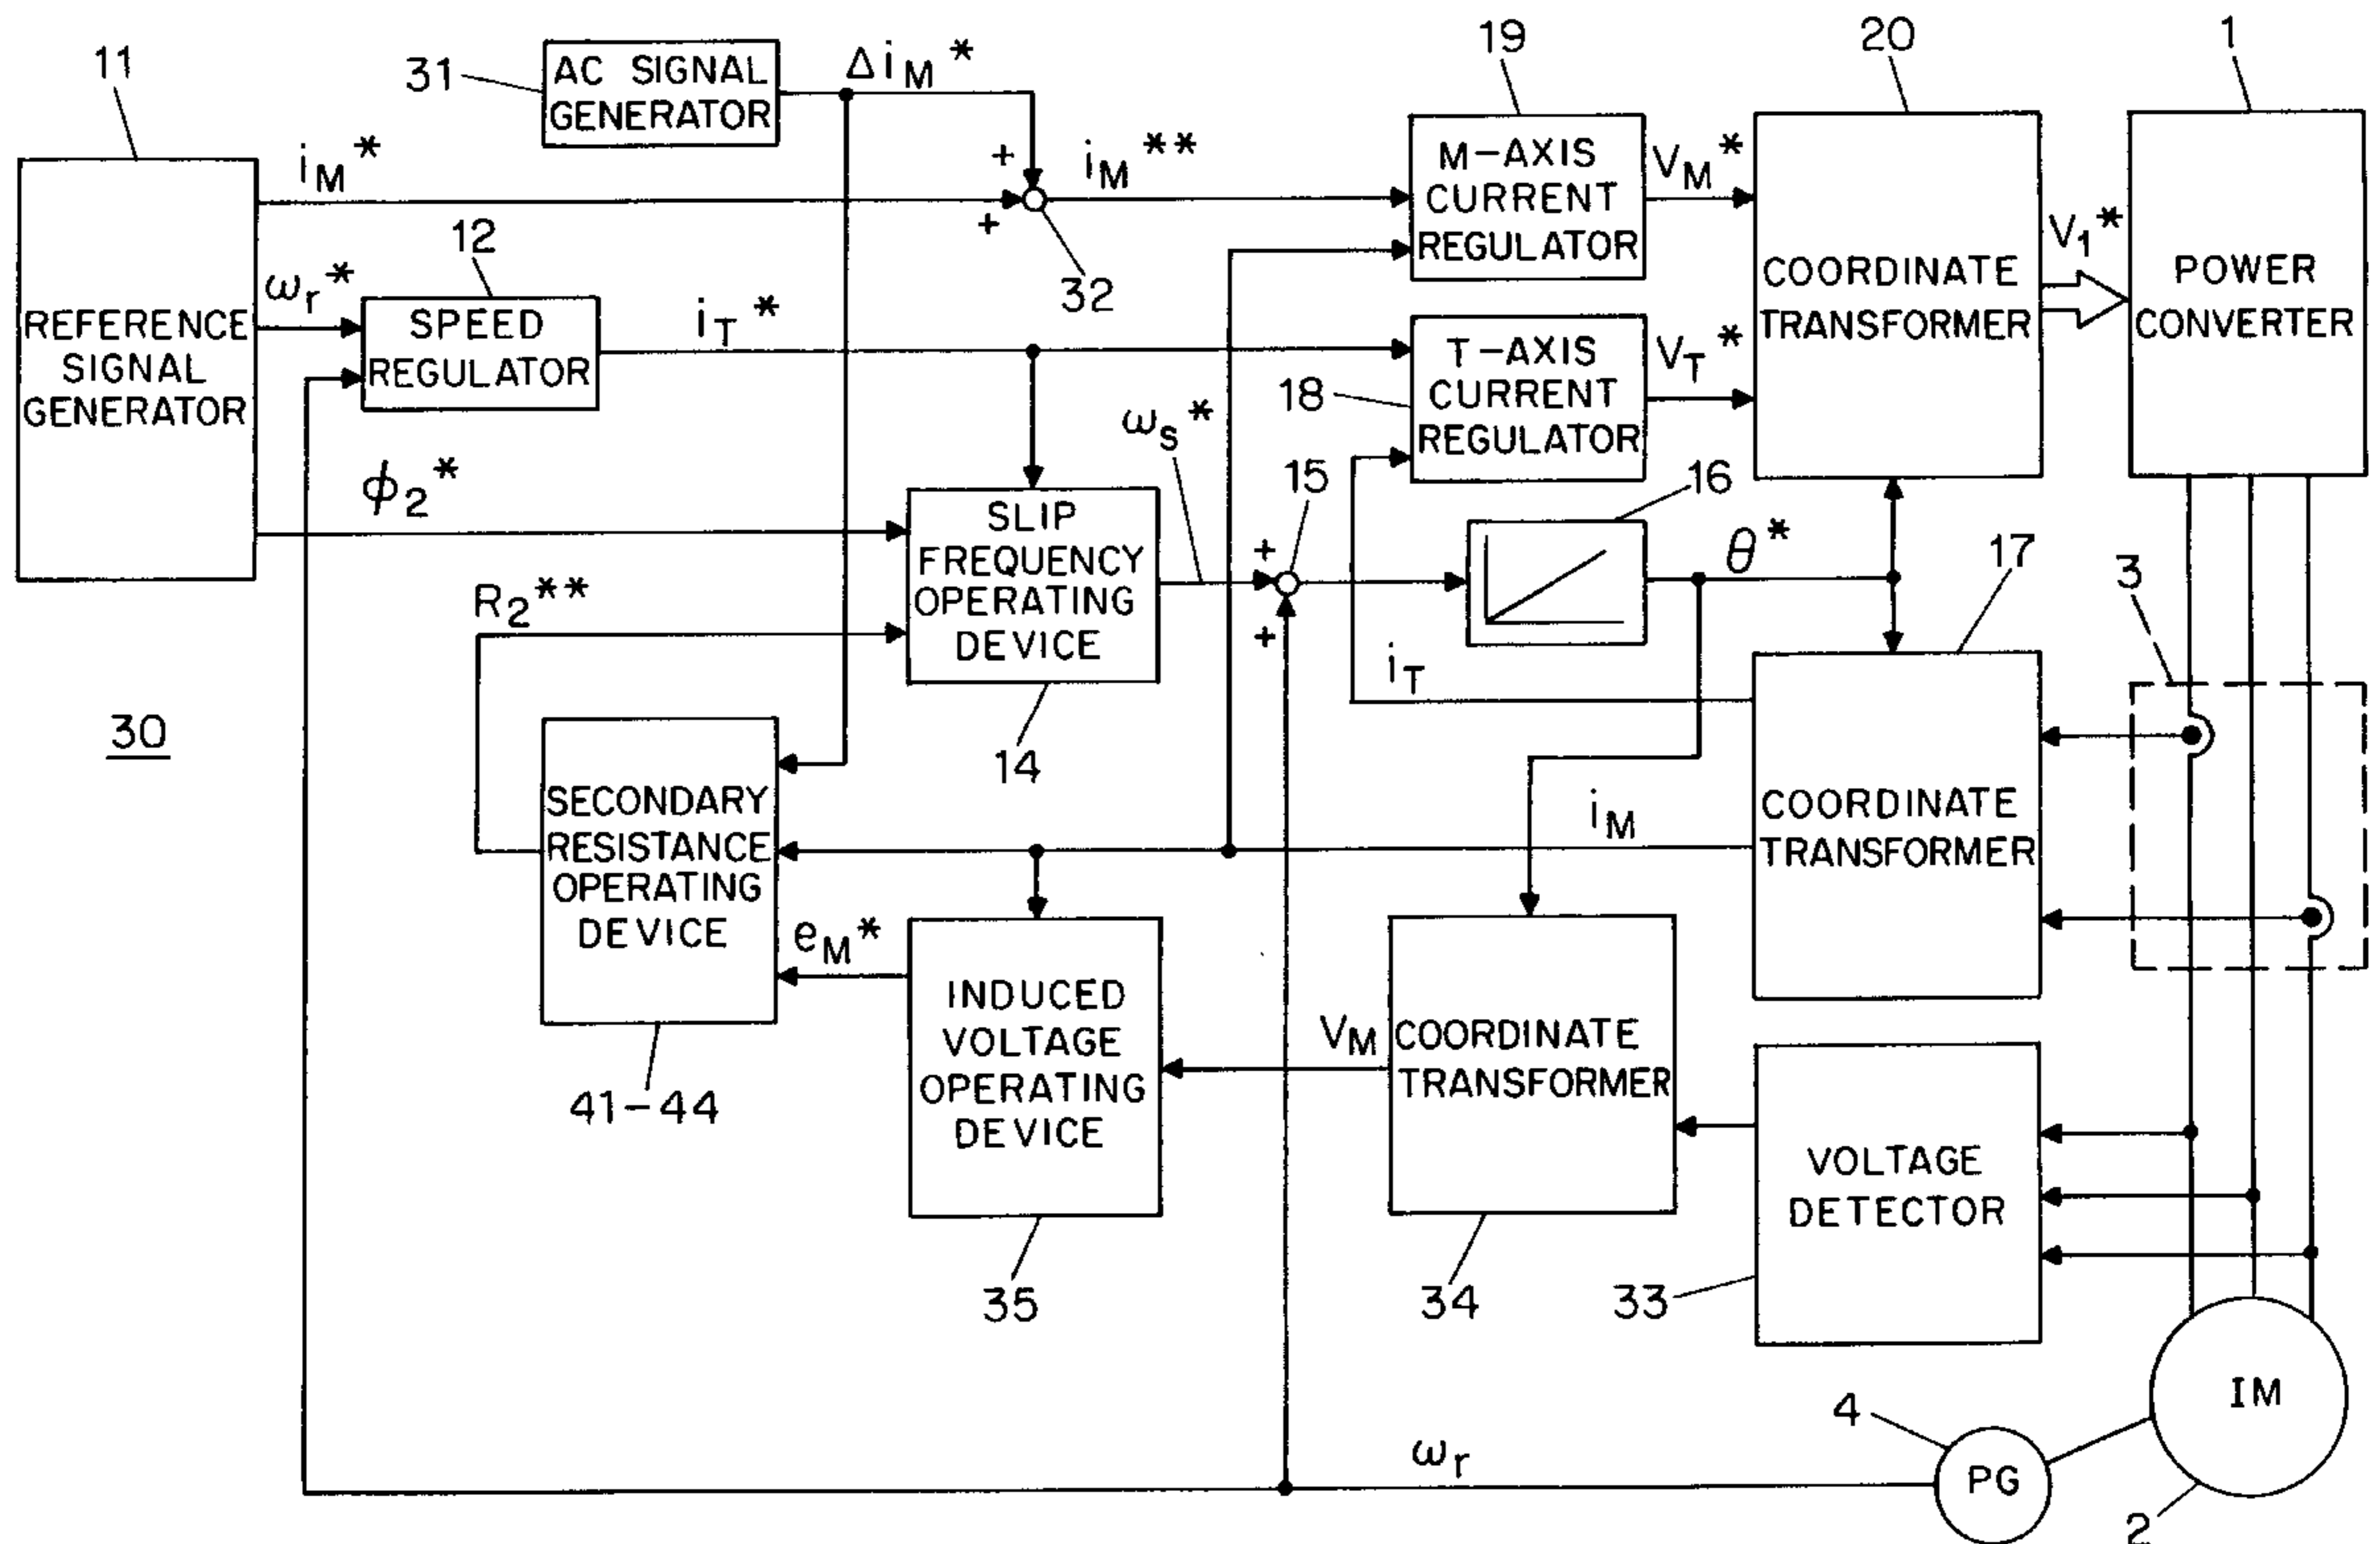 11
31
AC SIGNAL
GENERATOR
Δi_M*
19
20
1
i_M*
+
+
i_M**
32
M-AXIS
CURRENT
REGULATOR
V_M*
COORDINATE
TRANSFORMER
V_1*
POWER
CONVERTER
REFERENCE
SIGNAL
GENERATOR
ω_r*
12
SPEED
REGULATOR
i_T*
T-AXIS
CURRENT
REGULATOR
18
V_T*
ϕ_2*
SLIP
FREQUENCY
OPERATING
DEVICE
14
ω_s*
+
+
15
16
θ*
17
3
R_2**
i_T
30
SECONDARY
RESISTANCE
OPERATING
DEVICE
41-44
i_M
COORDINATE
TRANSFORMER
e_M*
INDUCED
VOLTAGE
OPERATING
DEVICE
35
V_M
COORDINATE
TRANSFORMER
34
VOLTAGE
DETECTOR
33
IM
2
4
PG
ω_r